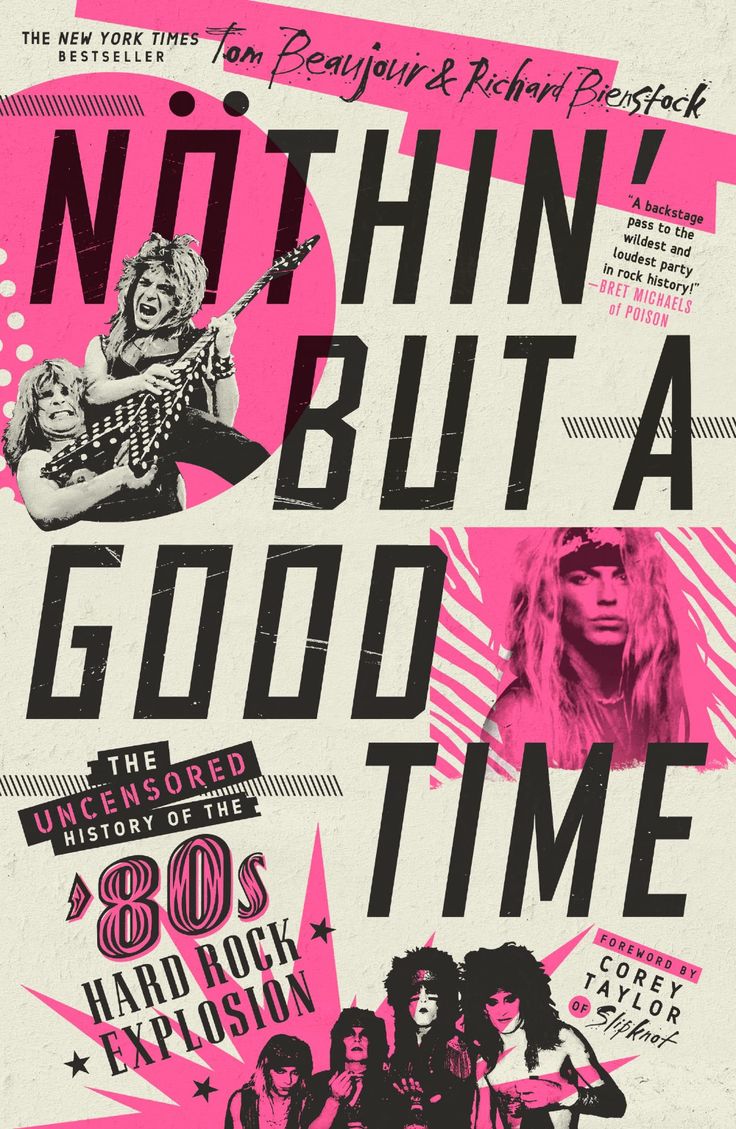 THE NEW YORK TIMES
BESTSELLER
Tom Beaujour & Richard Bienstock
NÖTHIN'
"A backstage
pass to the
wildest and
loudest party
in rock history!"
—BRET MICHAELS
of POISON
BUT A
GOOD
TIME
THE
UNCENSORED
HISTORY OF THE
'80s
HARD ROCK
EXPLOSION
FOREWORD BY
COREY
TAYLOR
OF Slipknot